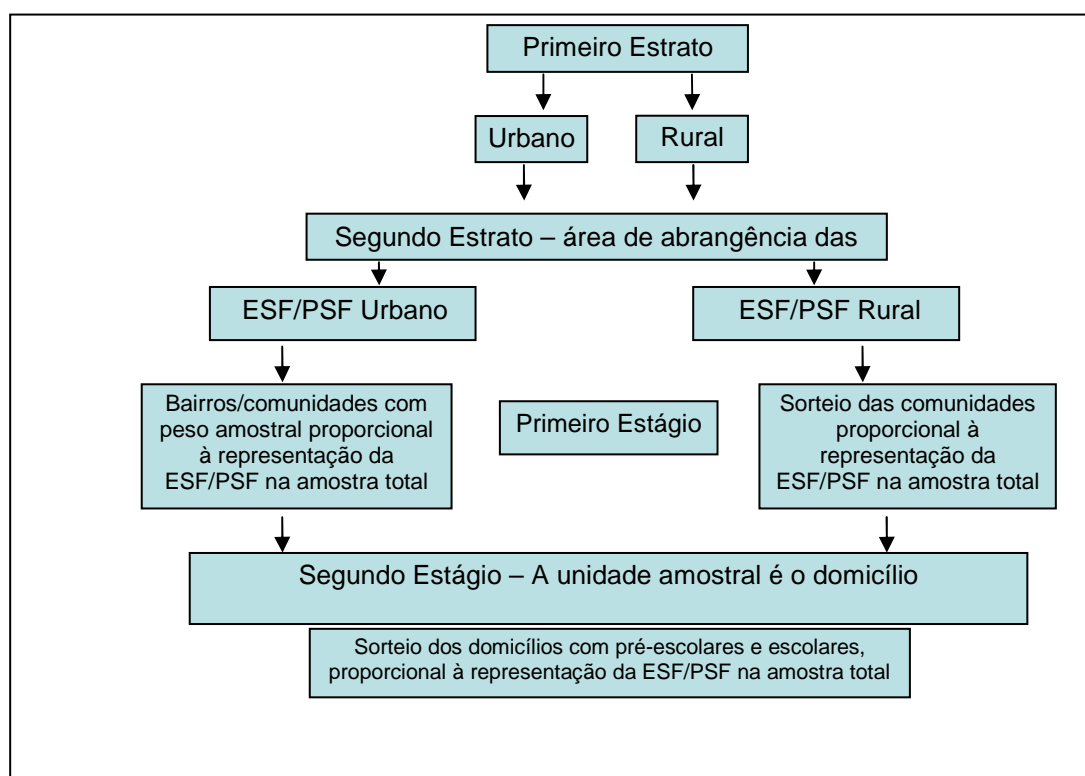 Primeiro Estrato
Urbano
Rural
Segundo Estrato – área de abrangência das
ESF/PSF Urbano
ESF/PSF Rural
Bairros/comunidades com
peso amostral proporcional
à representação da
ESF/PSF na amostra total
Primeiro Estágio
Sorteio das comunidades
proporcional à
representação da
ESF/PSF na amostra total
Segundo Estágio – A unidade amostral é o domicílio
Sorteio dos domicílios com pré-escolares e escolares,
proporcional à representação da ESF/PSF na amostra total